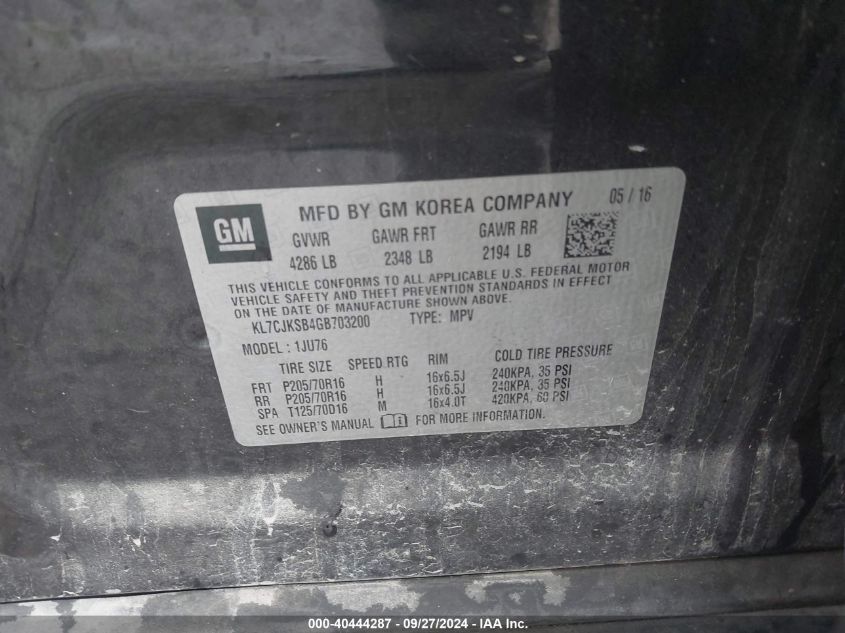 GM
MFD BY GM KOREA COMPANY 05 / 16
GVWR GAWR FRT GAWR RR
4286 LB 2348 LB 2194 LB
THIS VEHICLE CONFORMS TO ALL APPLICABLE U.S. FEDERAL MOTOR
VEHICLE SAFETY AND THEFT PREVENTION STANDARDS IN EFFECT
ON THE DATE OF MANUFACTURE SHOWN ABOVE.
KL7CJKSB4GB703200 TYPE: MPV
MODEL : 1JU76
TIRE SIZE SPEED RTG RIM COLD TIRE PRESSURE
FRT P205/70R16 H 16x6.5J 240KPA, 35 PSI
RR P205/70R16 H 16x6.5J 240KPA, 35 PSI
SPA T125/70D16 M 16x4.0T 420KPA, 60 PSI
SEE OWNER'S MANUAL FOR MORE INFORMATION.
000-40444287 - 09/27/2024 - IAA Inc.